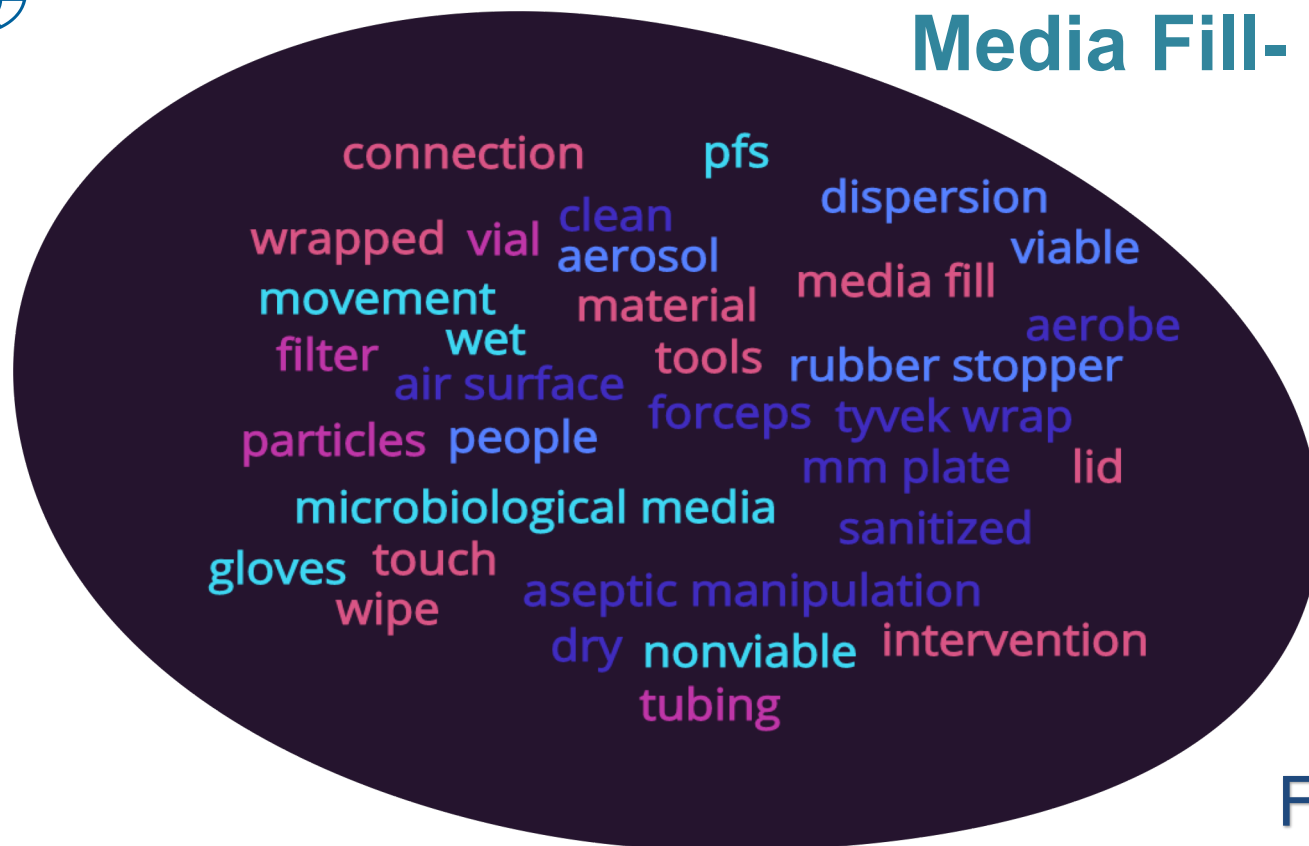 Media Fill-
connection
pfs
dispersion
clean
wrapped
vial
aerosol
viable
media fill
movement
material
aerobe
wet
filter
tools
rubber stopper
air surface
forceps
tyvek wrap
particles
people
mm plate
lid
microbiological media
sanitized
gloves
touch
aseptic manipulation
wipe
dry
nonviable
intervention
tubing
F